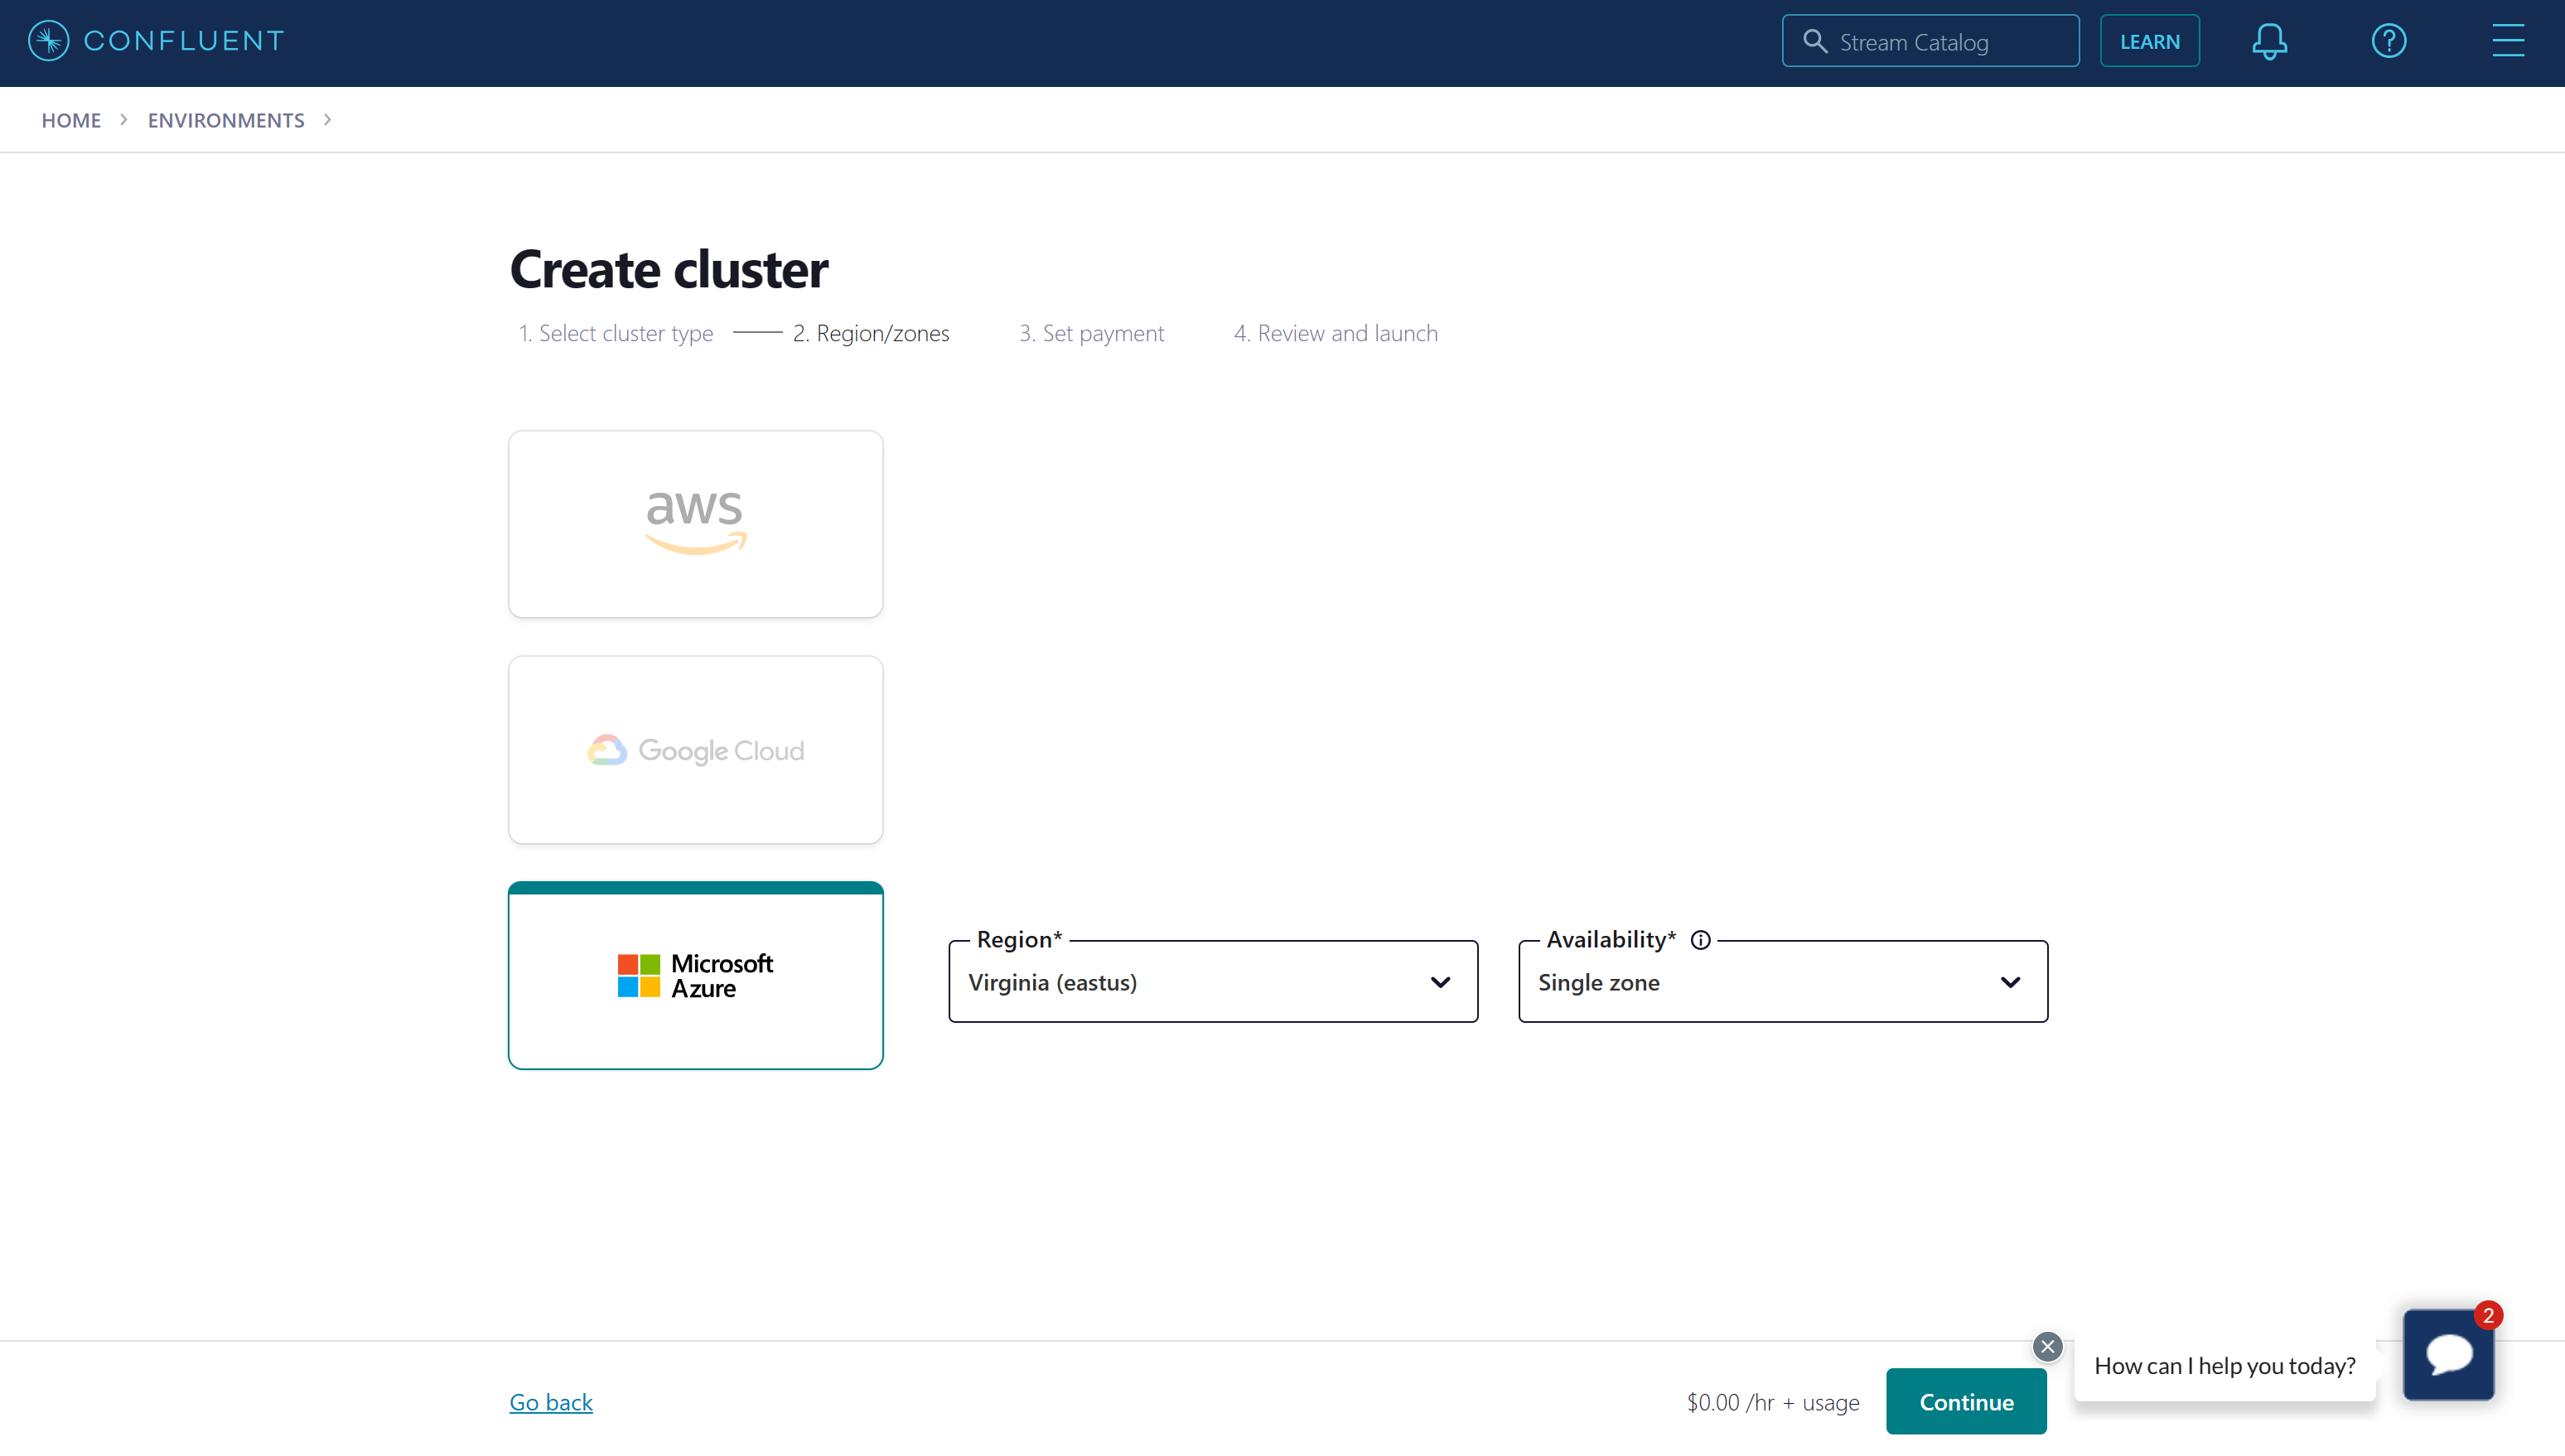 CONFLUENT
Stream Catalog
LEARN
HOME
ENVIRONMENTS
Create cluster
1. Select cluster type
2. Region/zones
3. Set payment
4. Review and launch
aws
Google Cloud
Microsoft
Azure
Region*
Virginia (eastus)
Availability*
Single zone
2
How can I help you today?
Go back
$0.00 /hr + usage
Continue